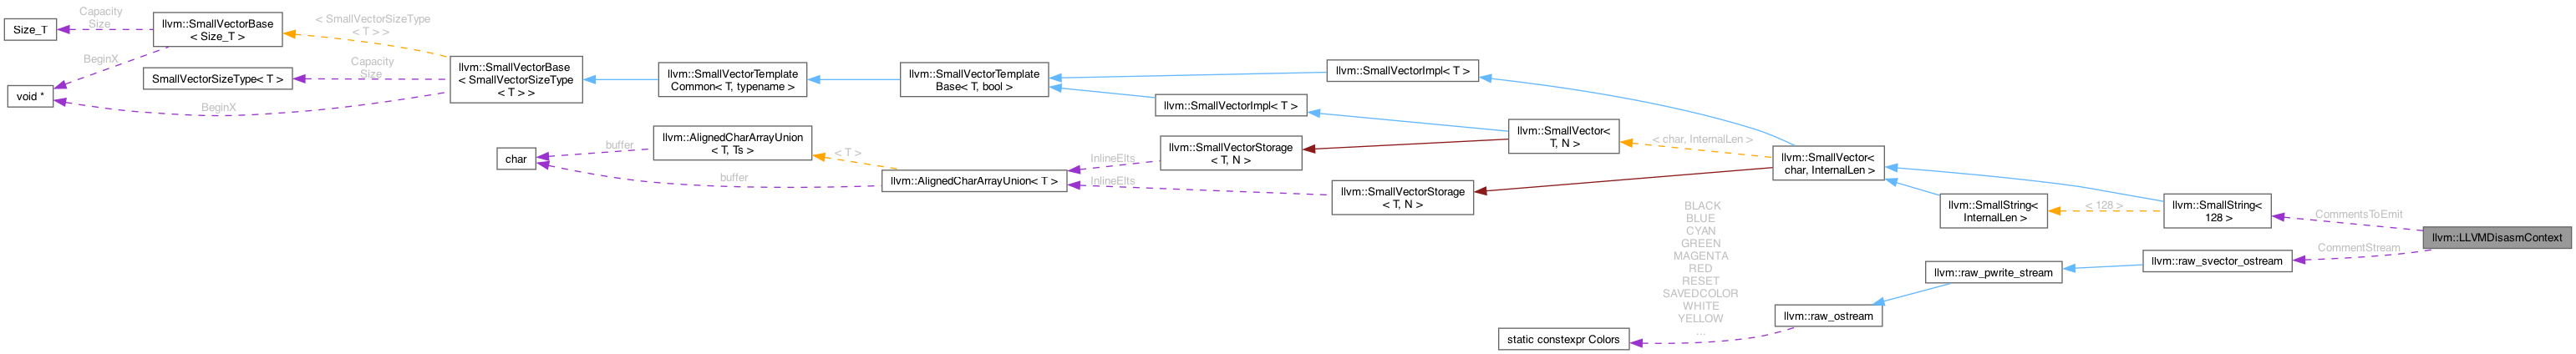 Size_T
Capacity
Size
llvm::SmallVectorBase
< Size_T >
< SmallVectorSizeType
< T > >
BeginX
SmallVectorSizeType< T >
void *
Capacity
Size
BeginX
llvm::SmallVectorBase
< SmallVectorSizeType
< T > >
llvm::SmallVectorTemplate
Common< T, typename >
llvm::SmallVectorTemplate
Base< T, bool >
llvm::SmallVectorImpl< T >
llvm::SmallVectorImpl< T >
char
buffer
buffer
llvm::AlignedCharArrayUnion
< T, Ts >
< T >
llvm::AlignedCharArrayUnion< T >
InlineElts
InlineElts
llvm::SmallVectorStorage
< T, N >
llvm::SmallVectorStorage
< T, N >
llvm::SmallVector<
T, N >
< char, InternalLen >
llvm::SmallVector<
char, InternalLen >
llvm::SmallString<
InternalLen >
< 128 >
llvm::SmallString<
128 >
CommentsToEmit
llvm::LLVMDisasmContext
CommentStream
llvm::raw_svector_ostream
llvm::raw_pwrite_stream
llvm::raw_ostream
BLACK
BLUE
CYAN
GREEN
MAGENTA
RED
RESET
SAVEDCOLOR
WHITE
YELLOW
...
static constexpr Colors